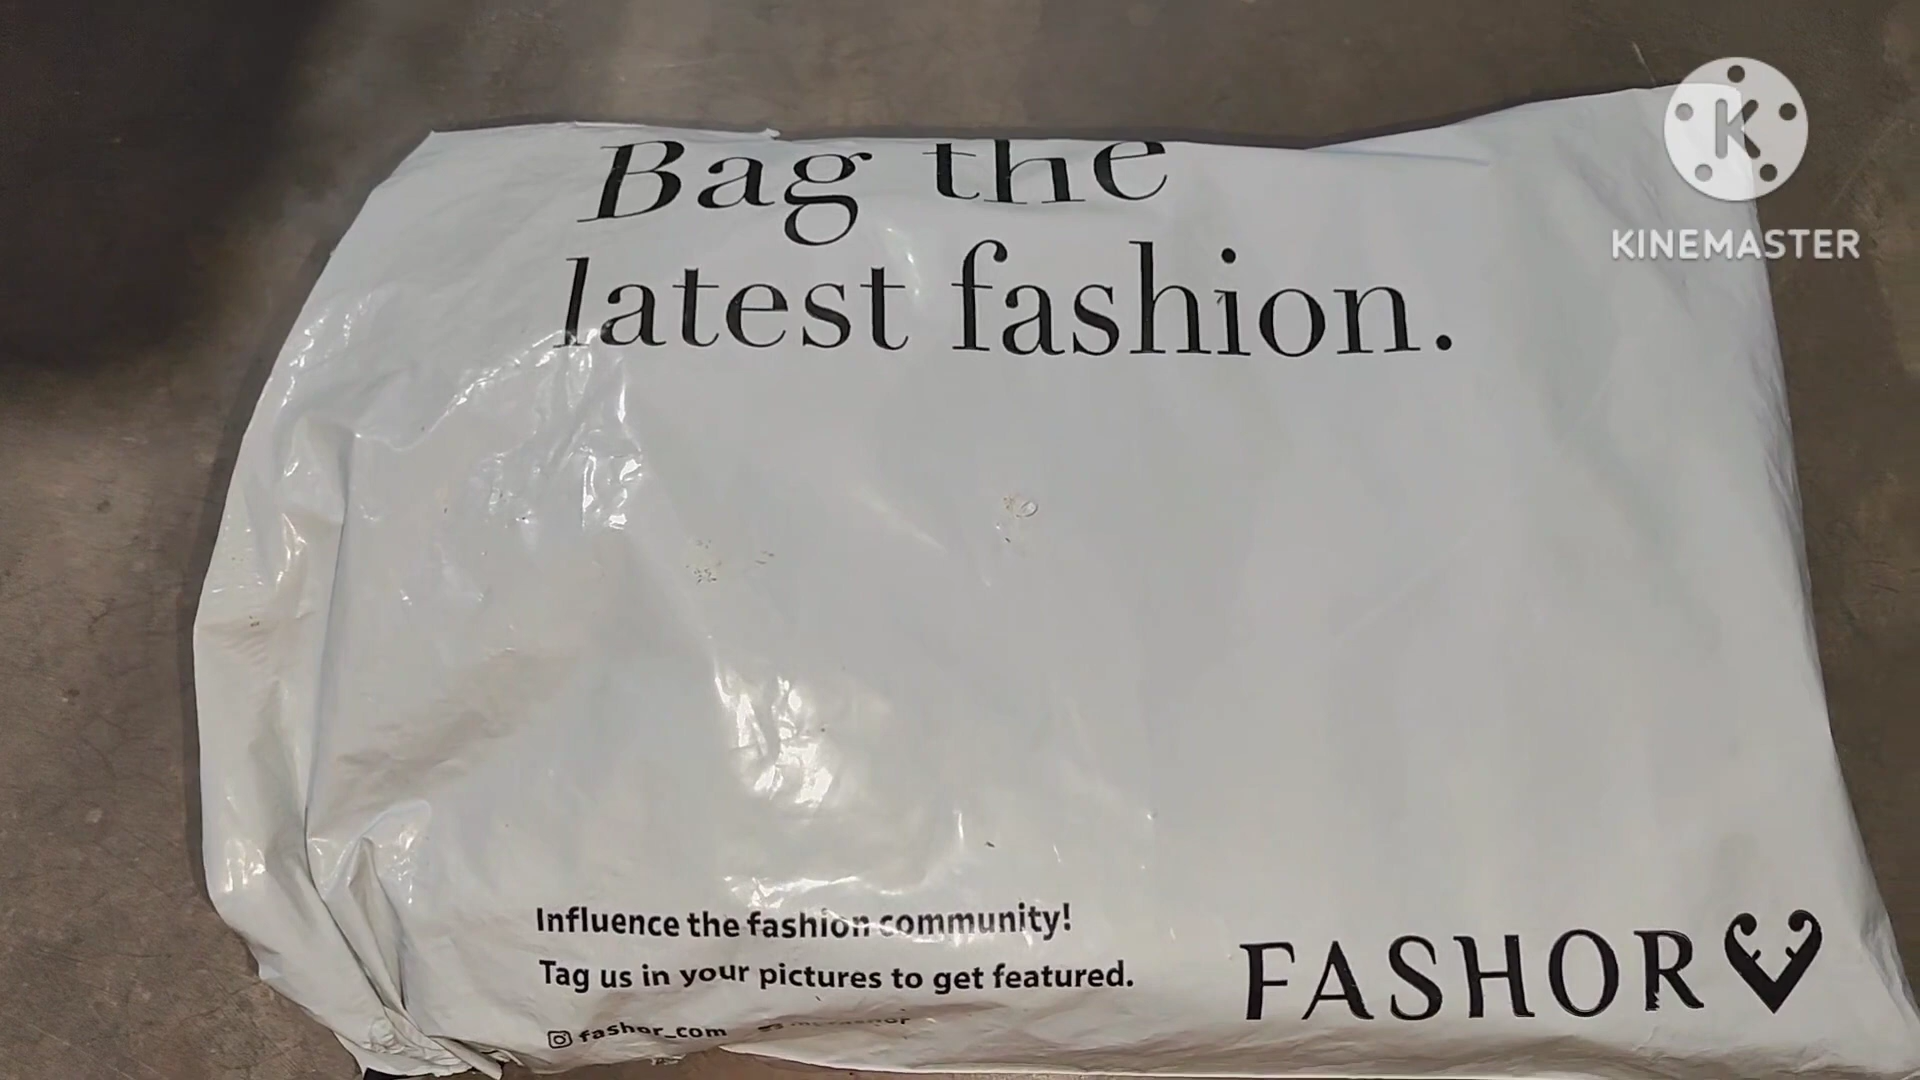 Bag the
latest fashion.
K
KINEMASTER
Influence the fashion community!
Tag us in your pictures to get featured.
fashor_com
FASHOR